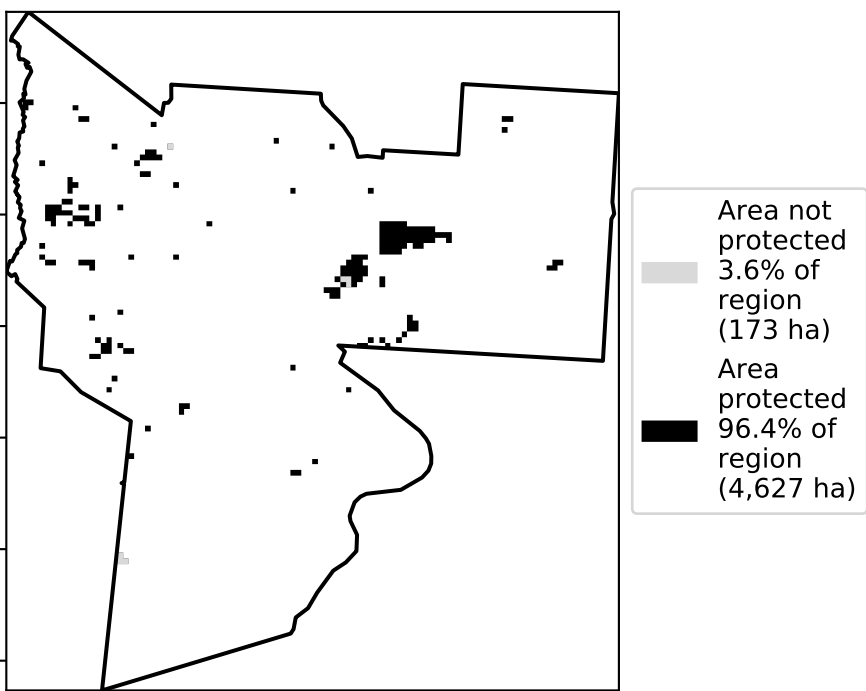 Area not
protected
3.6% of
region
(173 ha)
Area
protected
96.4% of
region
(4,627 ha)